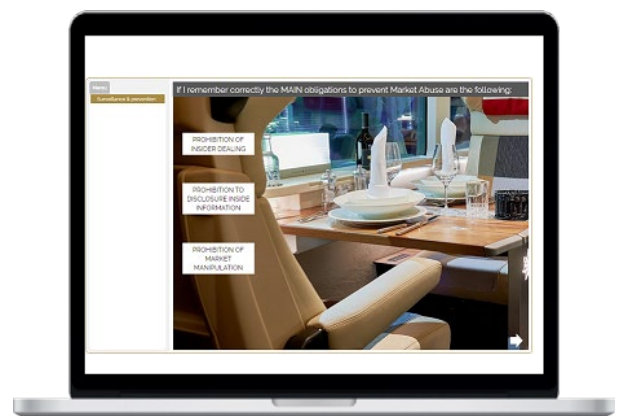 If I remember correctly the MAIN obligations to prevent Market Abuse are the following:
Menu
Surveillance & prevention
PROHIBITION OF
INSIDER DEALING
PROHIBITION TO
DISCLOSURE INSIDE
INFORMATION
PROHIBITION OF
MARKET
MANIPULATION